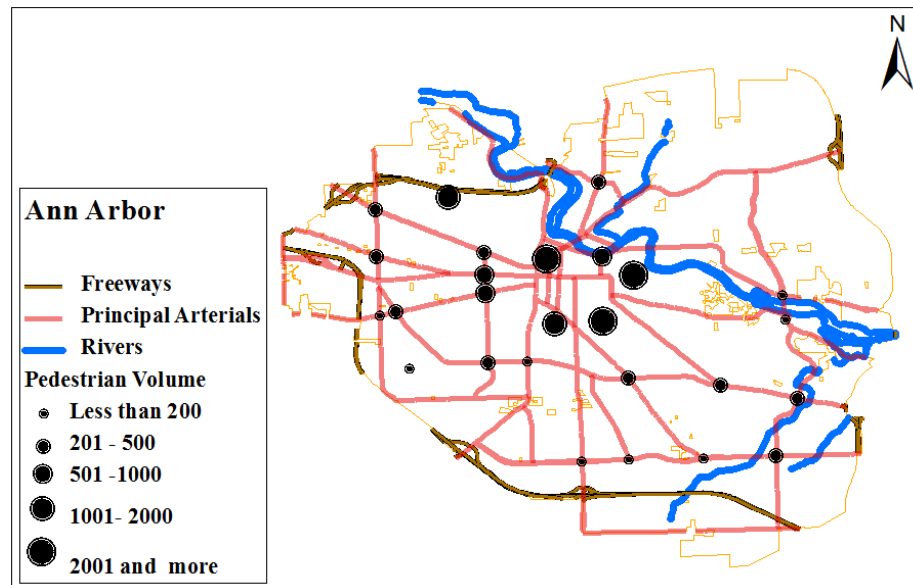 N
Ann Arbor
Freeways
Principal Arterials
Rivers
Pedestrian Volume
Less than 200
201 - 500
501 -1000
1001- 2000
2001 and more